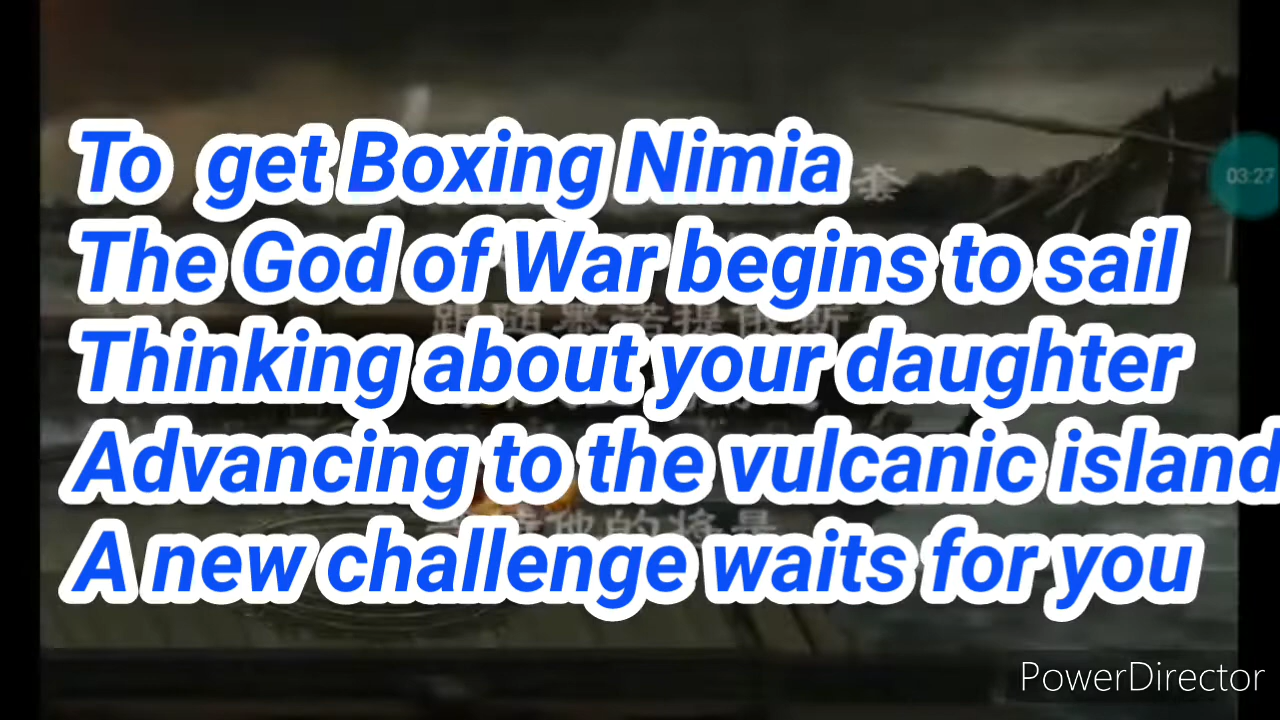 To get Boxing Nimia
套
The God of War begins to sail
Thinking about your daughter
Advancing to the vulcanic island
A new challenge waits for you
03:27
PowerDirector